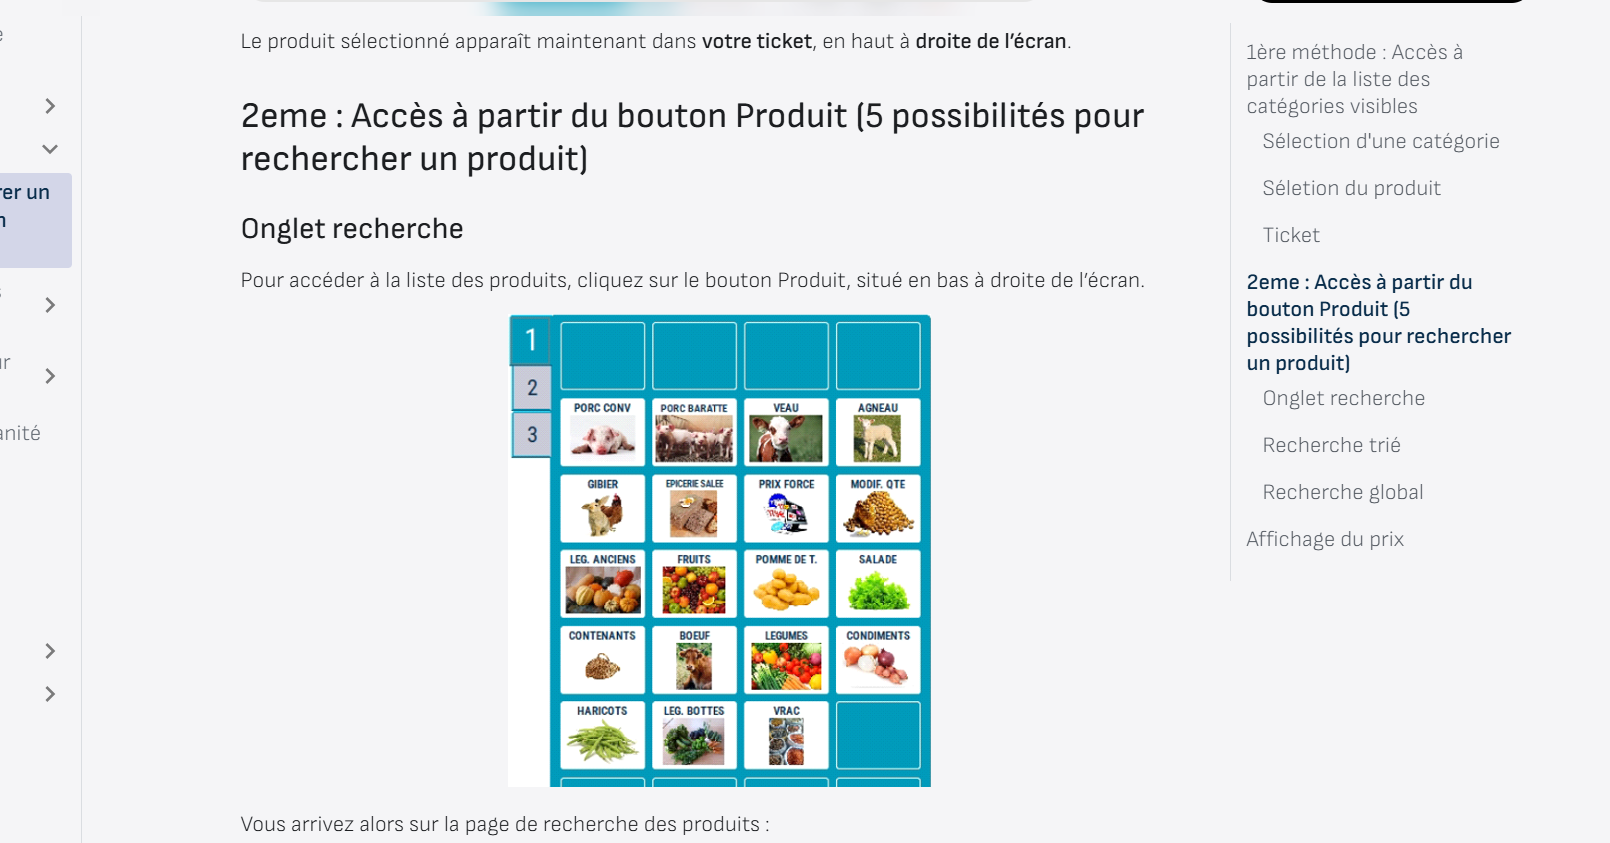 Le produit sélectionné apparaît maintenant dans votre ticket, en haut à droite de l’écran.
2eme : Accès à partir du bouton Produit (5 possibilités pour
rechercher un produit)
Onglet recherche
Pour accéder à la liste des produits, cliquez sur le bouton Produit, situé en bas à droite de l’écran.
1
2
3
PORC CONV
PORC BARATTE
VEAU
AGNEAU
GIBIER
EPICERIE SALEE
PRIX FORCE
MODIF. QTE
LEG. ANCIENS
FRUITS
POMME DE T.
SALADE
CONTENANTS
BOEUF
LEGUMES
CONDIMENTS
HARICOTS
LEG. BOTTES
VRAC
Vous arrivez alors sur la page de recherche des produits :
1ère méthode : Accès à
partir de la liste des
catégories visibles
Sélection d'une catégorie
Séletion du produit
Ticket
2eme : Accès à partir du
bouton Produit (5
possibilités pour rechercher
un produit)
Onglet recherche
Recherche trié
Recherche global
Affichage du prix